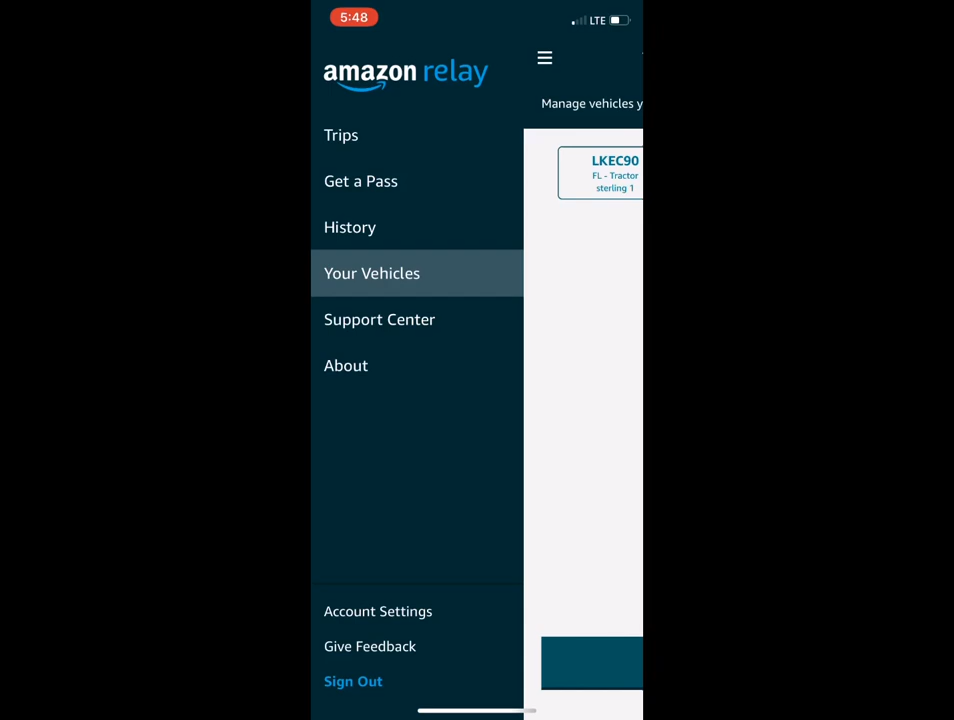 5:48
LTE
amazon relay
Trips
Get a Pass
History
Your Vehicles
Support Center
About
Account Settings
Give Feedback
Sign Out
Manage vehicles y
LKEC90
FL - Tractor
sterling 1